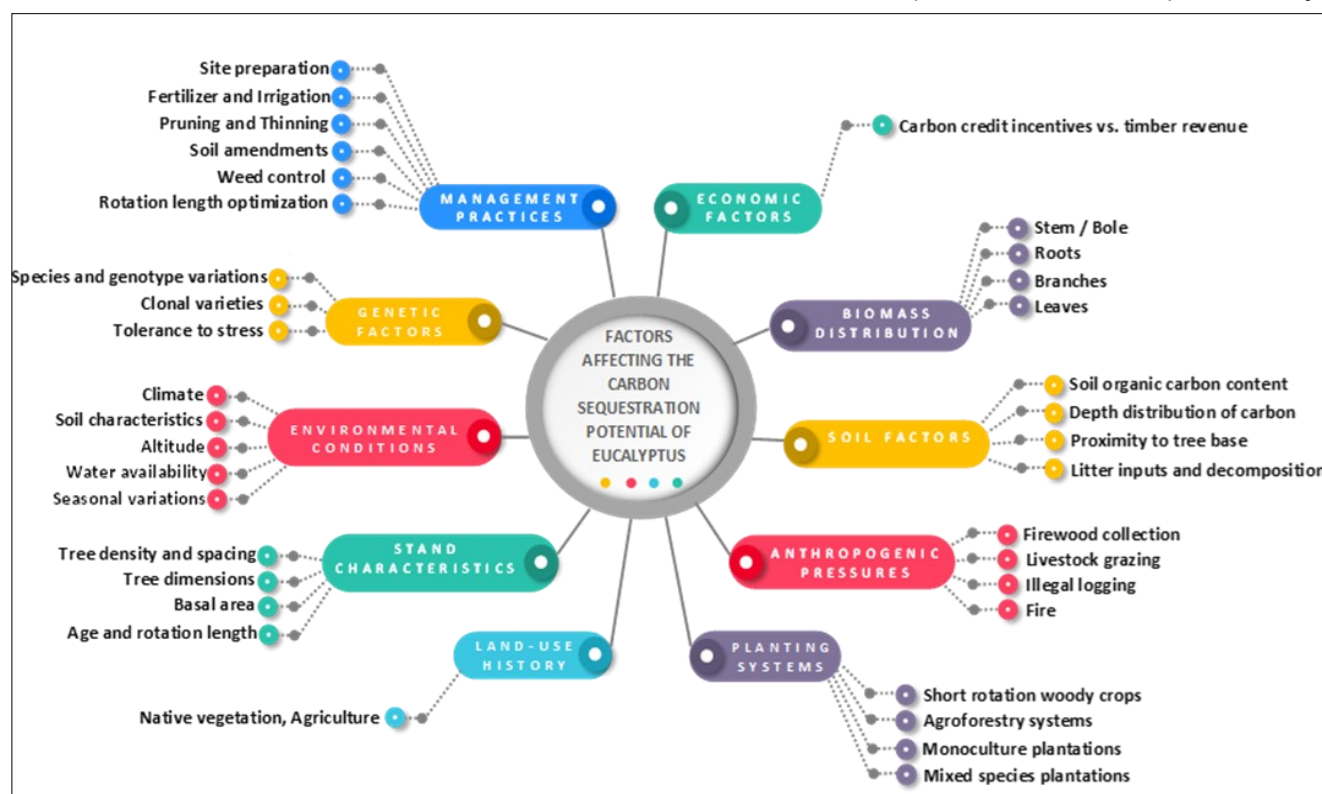 Site preparation
Fertilizer and Irrigation
Pruning and Thinning
Soil amendments
Weed control
Rotation length optimization
MANAGEMENT
PRACTICES
ECONOMIC
FACTORS
Carbon credit incentives vs. timber revenue
Species and genotype variations
Clonal varieties
Tolerance to stress
GENETIC
FACTORS
BIOMASS
DISTRIBUTION
Stem / Bole
Roots
Branches
Leaves
FACTORS
AFFECTING THE
CARBON
SEQUESTRATION
POTENTIAL OF
EUCALYPTUS
Climate
Soil characteristics
Altitude
Water availability
Seasonal variations
ENVIRONMENTAL
CONDITIONS
SOIL FACTORS
Soil organic carbon content
Depth distribution of carbon
Proximity to tree base
Litter inputs and decomposition
Tree density and spacing
Tree dimensions
Basal area
Age and rotation length
STAND
CHARACTERISTICS
ANTHROPOGENIC
PRESSURES
Firewood collection
Livestock grazing
Illegal logging
Fire
LAND-USE
HISTORY
Native vegetation, Agriculture
PLANTING
SYSTEMS
Short rotation woody crops
Agroforestry systems
Monoculture plantations
Mixed species plantations